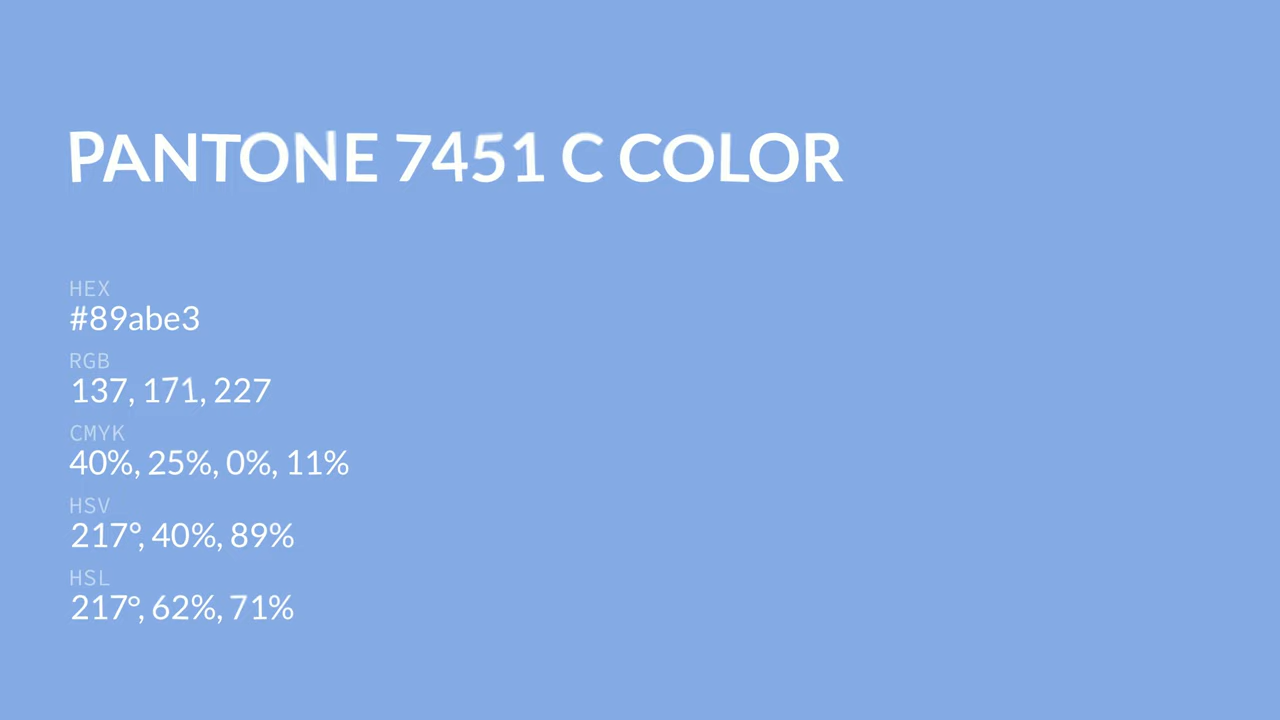 PANTONE 7451 C COLOR
HEX
#89abe3
RGB
137, 171, 227
CMYK
40%, 25%, 0%, 11%
HSV
217°, 40%, 89%
HSL
217°, 62%, 71%